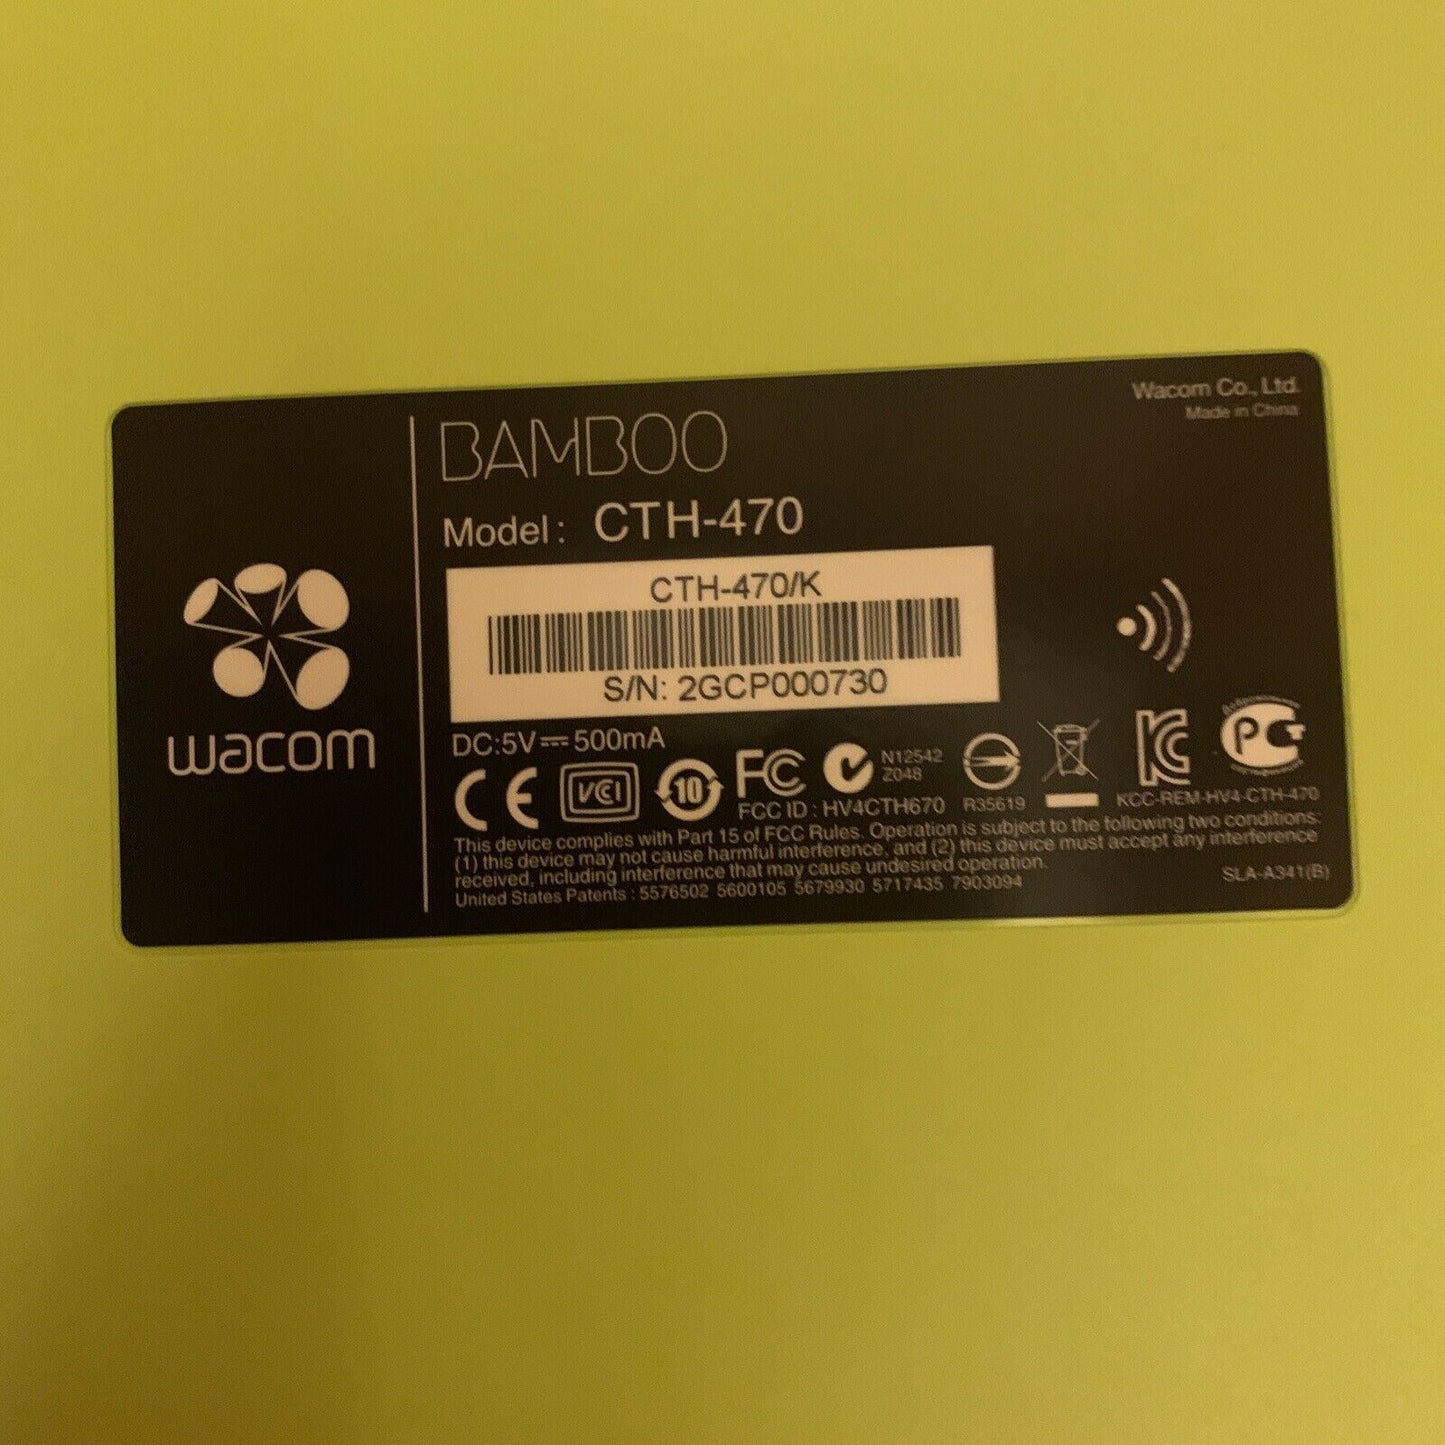 Wacom Co., Ltd.
Made in China
BAMBOO
Model: CTH-470
CTH-470/K
S/N: 2GCP000730
wacom
DC:5V⎓500mA
CE VCCI 10 FC N12542
Z048
FCC ID : HV4CTH670 R35619 KCC-REM-HV4-CTH-470
This device complies with Part 15 of FCC Rules. Operation is subject to the following two conditions:
(1) this device may not cause harmful interference, and (2) this device must accept any interference
received, including interference that may cause undesired operation.
United States Patents : 5576502 5600105 5679930 5717435 7903094
SLA-A341(B)